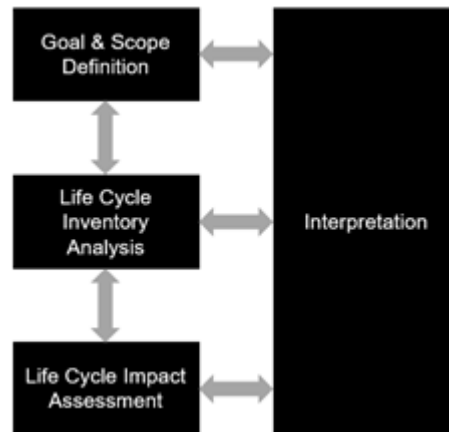 Goal & Scope
Definition
Life Cycle
Inventory
Analysis
Interpretation
Life Cycle Impact
Assessment